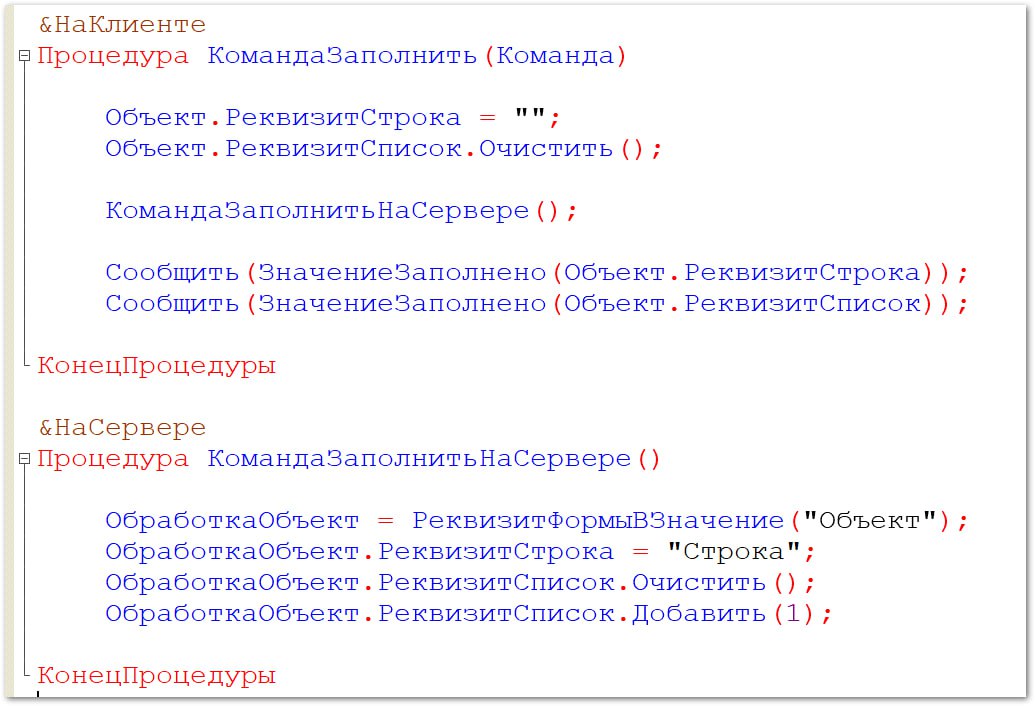 &НаКлиенте
Процедура КомандаЗаполнить(Команда)
Объект.РеквизитСтрока = "";
Объект.РеквизитСписок.Очистить();
КомандаЗаполнитьНаСервере();
Сообщить(ЗначениеЗаполнено(Объект.РеквизитСтрока));
Сообщить(ЗначениеЗаполнено(Объект.РеквизитСписок));
КонецПроцедуры
&НаСервере
Процедура КомандаЗаполнитьНаСервере()
ОбработкаОбъект = РеквизитФормыВЗначение("Объект");
ОбработкаОбъект.РеквизитСтрока = "Строка";
ОбработкаОбъект.РеквизитСписок.Очистить();
ОбработкаОбъект.РеквизитСписок.Добавить(1);
КонецПроцедуры